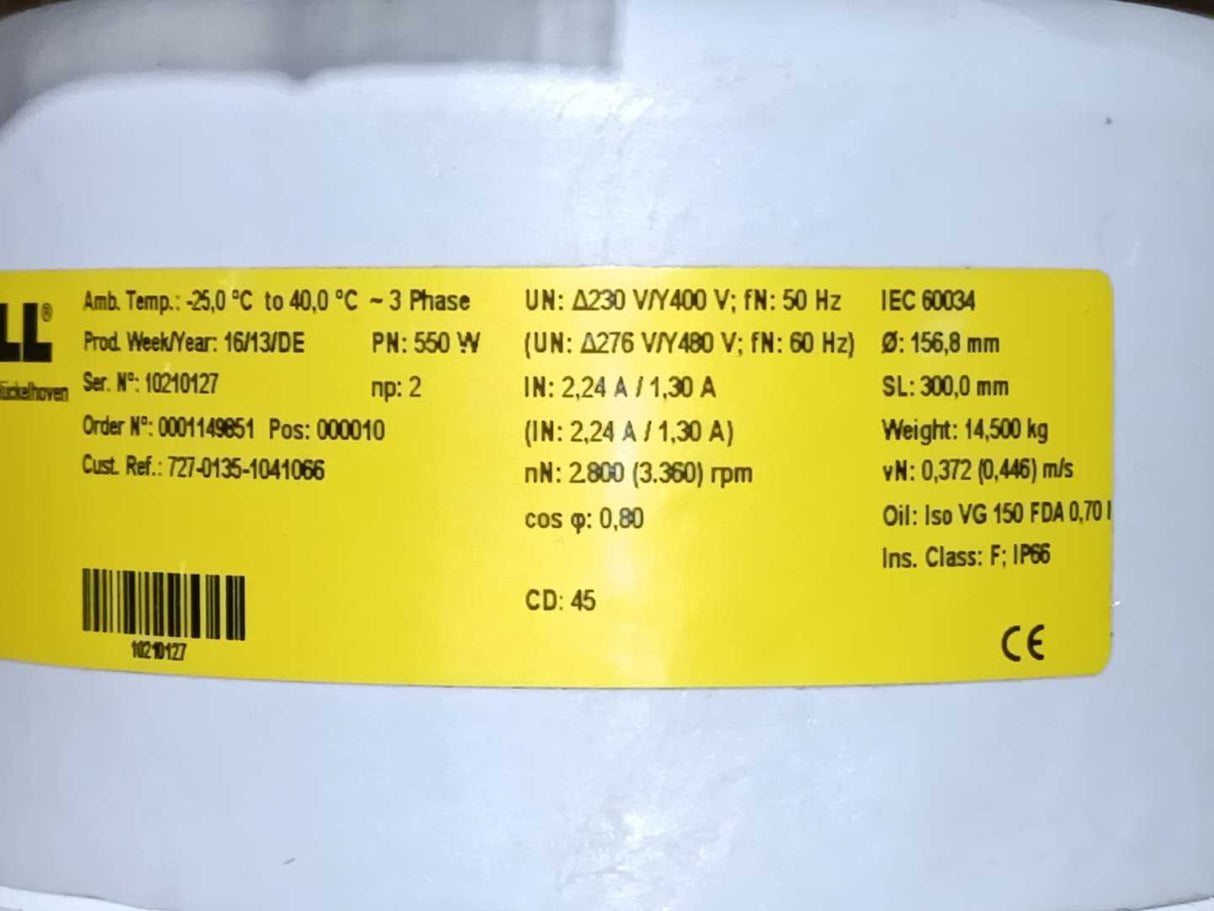 LL®
Rückelhoven
Amb. Temp.: -25,0 °C to 40,0 °C ~ 3 Phase
Prod. Week/Year: 16/13/DE PN: 550 W
Ser. Nº: 10210127 np: 2
Order Nº: 0001149851 Pos: 000010
Cust. Ref.: 727-0135-1041066
10210127
UN: Δ230 V/Y400 V; fN: 50 Hz
(UN: Δ276 V/Y480 V; fN: 60 Hz)
IN: 2,24 A / 1,30 A
(IN: 2,24 A / 1,30 A)
nN: 2.800 (3.360) rpm
cos φ: 0,80
CD: 45
IEC 60034
Ø: 156,8 mm
SL: 300,0 mm
Weight: 14,500 kg
vN: 0,372 (0,446) m/s
Oil: Iso VG 150 FDA 0,70 l
Ins. Class: F; IP66
CE